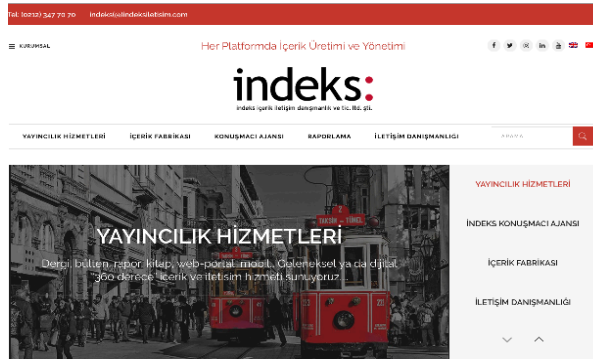 Tel: (0212) 347 70 70 indeks@indeksiletisim.com
KURUMSAL
Her Platformda İçerik Üretimi ve Yönetimi
indeks:
indeks içerik iletişim danışmanlık ve tic. ltd. şti.
YAYINCILIK HİZMETLERİ İÇERİK FABRİKASI KONUŞMACI AJANSI RAPORLAMA İLETİŞİM DANIŞMANLIĞI ARAMA
TAKSİM - TÜNEL
YAYINCILIK HİZMETLERİ
Dergi, bülten, rapor, kitap, web-portal, mobil... Geleneksel ya da dijital
"360 derece" içerik ve iletişim hizmeti sunuyoruz...
YAYINCILIK HİZMETLERİ
İNDEKS KONUŞMACI AJANSI
İÇERİK FABRİKASI
İLETİŞİM DANIŞMANLIĞI